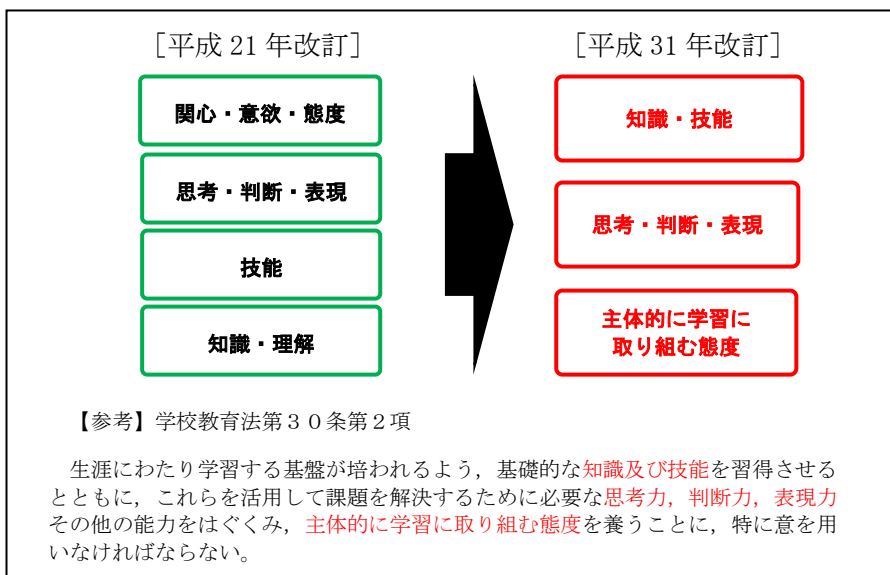 ［平成 21 年改訂］
［平成 31 年改訂］
関心・意欲・態度
思考・判断・表現
技能
知識・理解
知識・技能
思考・判断・表現
主体的に学習に
取り組む態度
【参考】学校教育法第３０条第２項
生涯にわたり学習する基盤が培われるよう，基礎的な知識及び技能を習得させる
とともに，これらを活用して課題を解決するために必要な思考力，判断力，表現力
その他の能力をはぐくみ，主体的に学習に取り組む態度を養うことに，特に意を用
いなければならない。